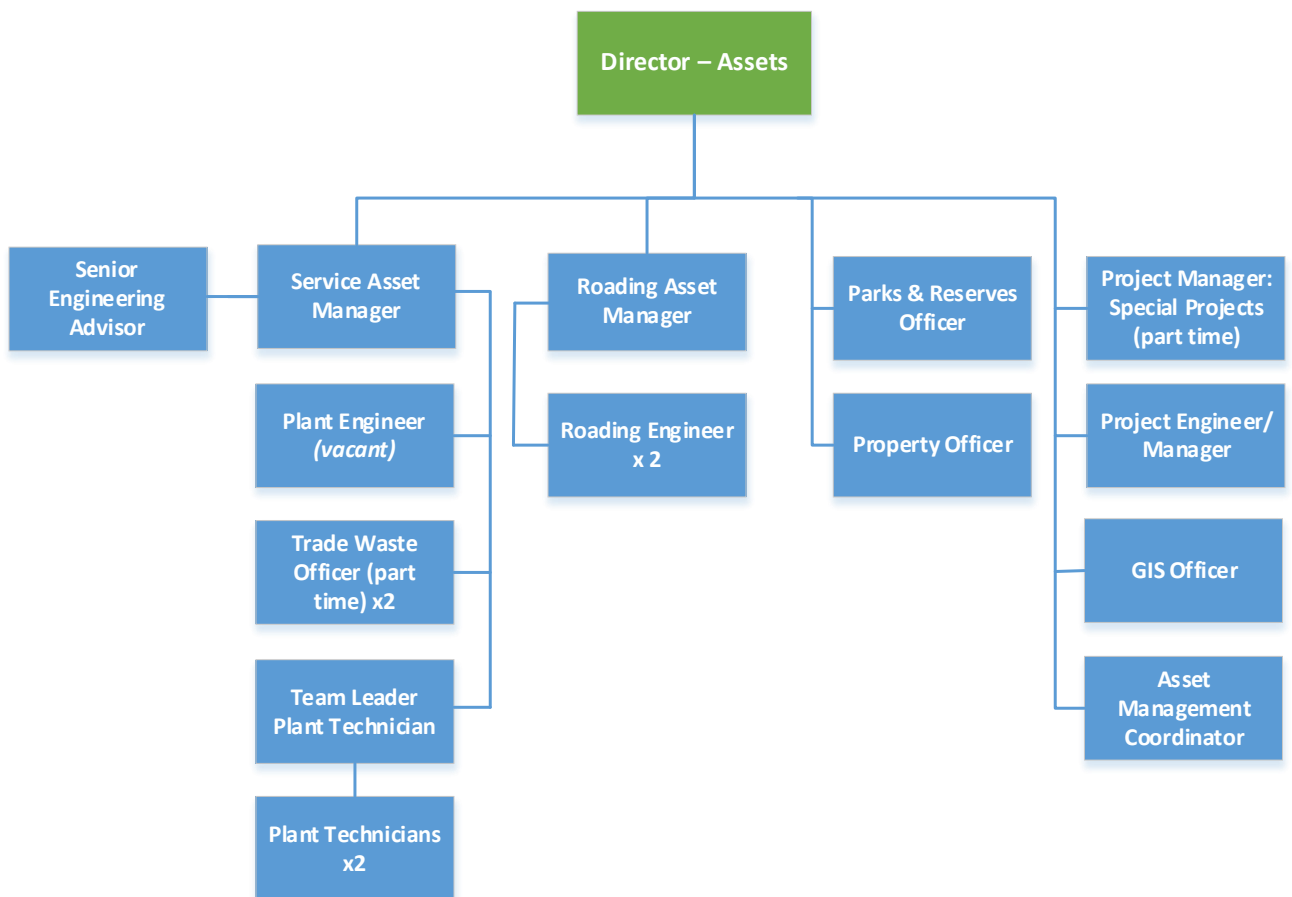 Director – Assets
Senior
Engineering
Advisor
Service Asset
Manager
Roading Asset
Manager
Parks & Reserves
Officer
Project Manager:
Special Projects
(part time)
Plant Engineer
(vacant)
Roading Engineer
x 2
Property Officer
Project Engineer/
Manager
Trade Waste
Officer (part
time) x2
GIS Officer
Team Leader
Plant Technician
Asset
Management
Coordinator
Plant Technicians
x2